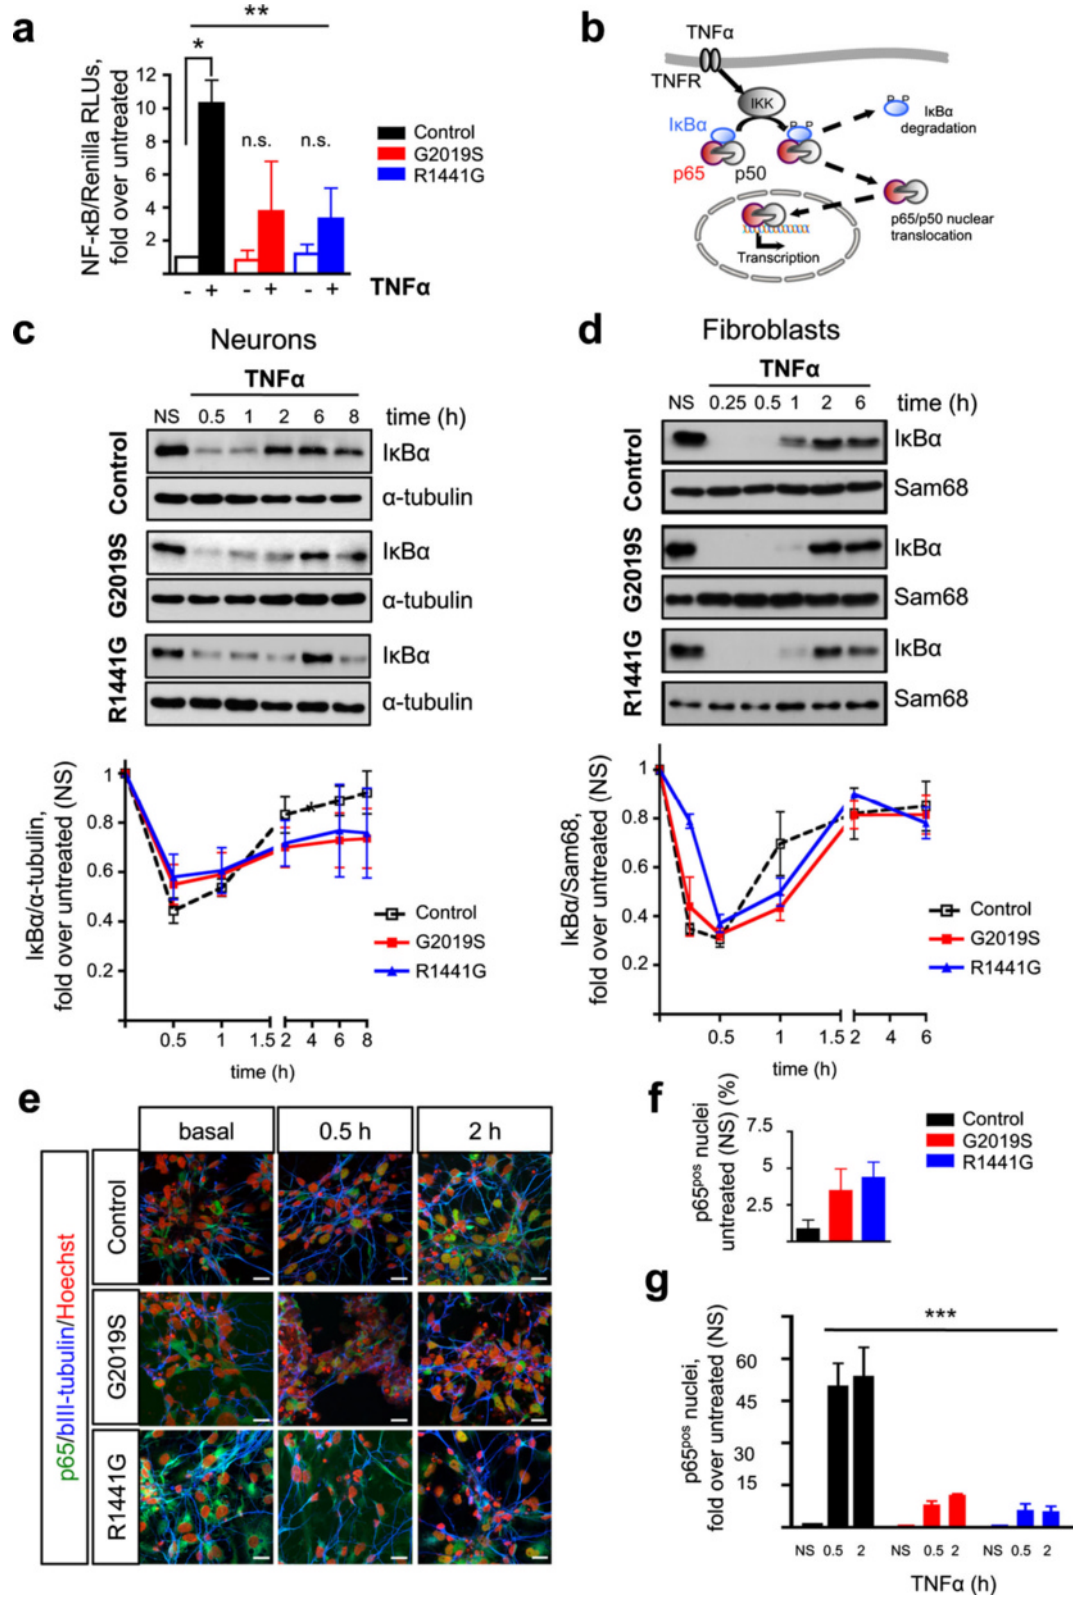 a
**
*
NF-κB/Renilla RLUs,
fold over untreated
12
10
8
6
4
2
n.s.
n.s.
Control
G2019S
R1441G
- + - + - +
TNFα
b
TNFα
TNFR
IKK
P P
P P
IκBα
IκBα
degradation
p65
p50
p65/p50 nuclear
translocation
Transcription
c
Neurons
TNFα
NS 0.5 1 2 6 8 time (h)
Control
IκBα
α-tubulin
G2019S
IκBα
α-tubulin
R1441G
IκBα
α-tubulin
IκBα/α-tubulin,
fold over untreated (NS)
1
0.8
0.6
0.4
0.2
*
Control
G2019S
R1441G
0.5 1 1.5 2 4 6 8
time (h)
d
Fibroblasts
TNFα
NS 0.25 0.5 1 2 6 time (h)
Control
IκBα
Sam68
G2019S
IκBα
Sam68
R1441G
IκBα
Sam68
IκBα/Sam68,
fold over untreated (NS)
1
0.8
0.6
0.4
0.2
Control
G2019S
R1441G
0.5 1 1.5 2 4 6
time (h)
e
basal 0.5 h 2 h
p65/bIII-tubulin/Hoechst
Control
G2019S
R1441G
f
p65pos nuclei
untreated (NS) (%)
7.5
5
2.5
Control
G2019S
R1441G
g
p65pos nuclei,
fold over untreated (NS)
60
45
30
15
***
NS 0.5 2 NS 0.5 2 NS 0.5 2
TNFα (h)